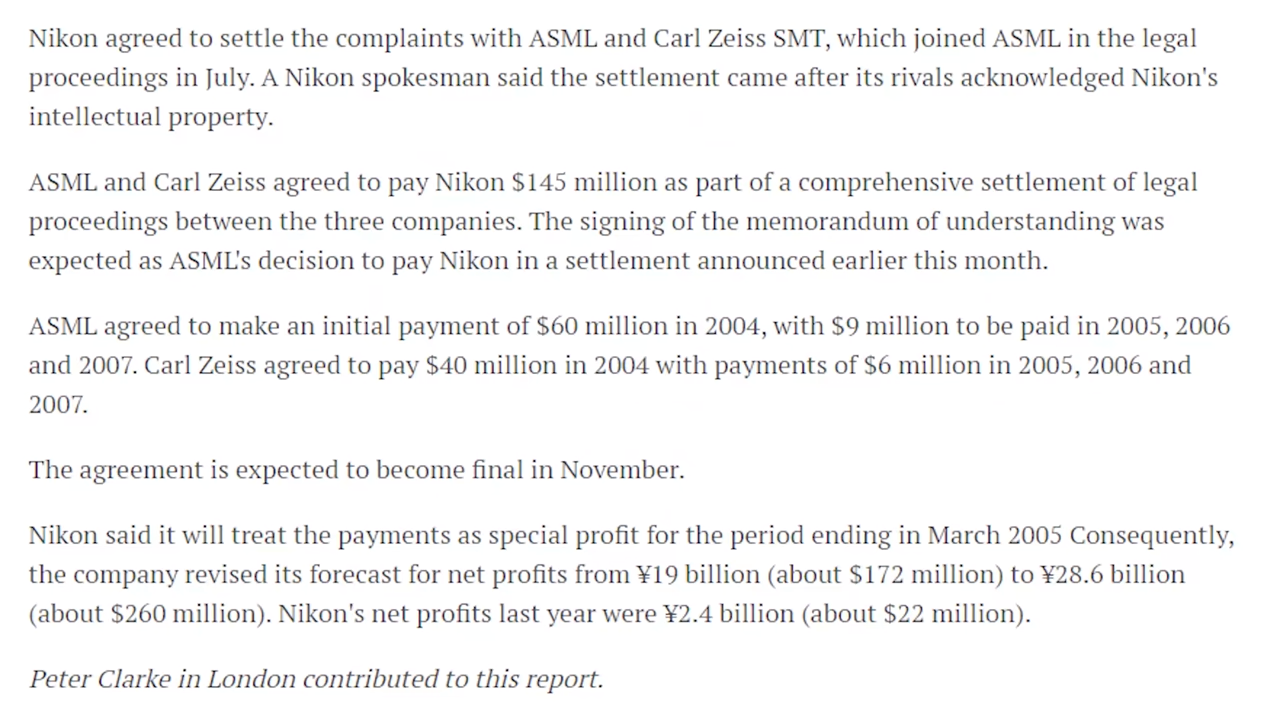 Nikon agreed to settle the complaints with ASML and Carl Zeiss SMT, which joined ASML in the legal
proceedings in July. A Nikon spokesman said the settlement came after its rivals acknowledged Nikon's
intellectual property.
ASML and Carl Zeiss agreed to pay Nikon $145 million as part of a comprehensive settlement of legal
proceedings between the three companies. The signing of the memorandum of understanding was
expected as ASML's decision to pay Nikon in a settlement announced earlier this month.
ASML agreed to make an initial payment of $60 million in 2004, with $9 million to be paid in 2005, 2006
and 2007. Carl Zeiss agreed to pay $40 million in 2004 with payments of $6 million in 2005, 2006 and
2007.
The agreement is expected to become final in November.
Nikon said it will treat the payments as special profit for the period ending in March 2005 Consequently,
the company revised its forecast for net profits from ¥19 billion (about $172 million) to ¥28.6 billion
(about $260 million). Nikon's net profits last year were ¥2.4 billion (about $22 million).
Peter Clarke in London contributed to this report.